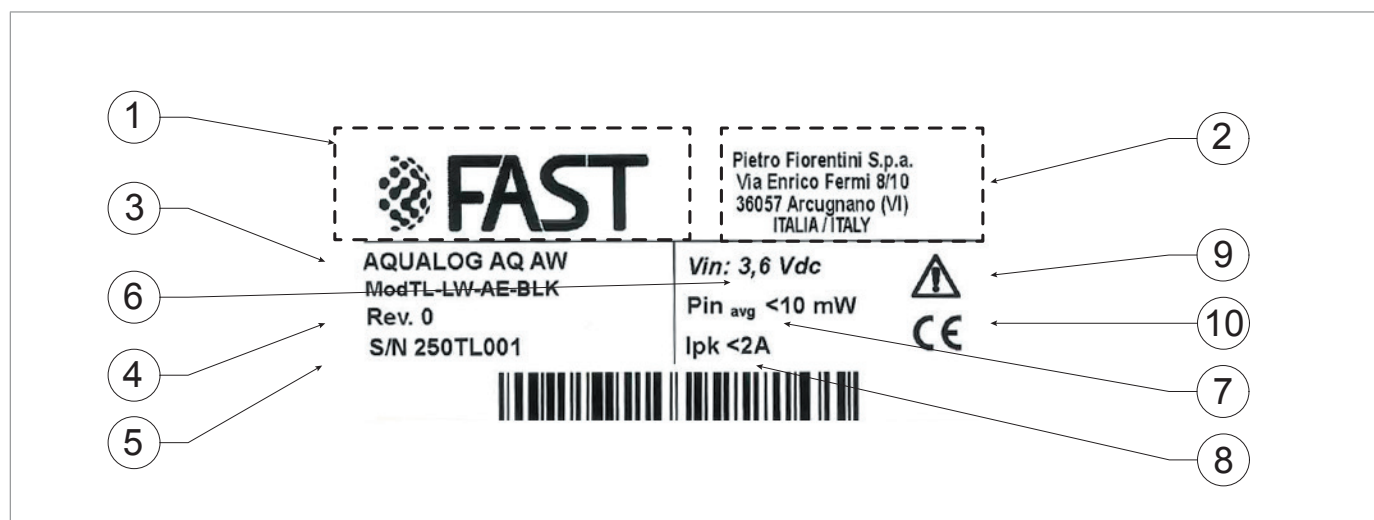 1
FAST
Pietro Fiorentini S.p.a.
Via Enrico Fermi 8/10
36057 Arcugnano (VI)
ITALIA / ITALY
2
3
AQUALOG AQ AW
ModTL-LW-AE-BLK
Rev. 0
S/N 250TL001
Vin: 3,6 Vdc
Pin avg <10 mW
Ipk <2A
CE
9
6
10
4
7
5
8